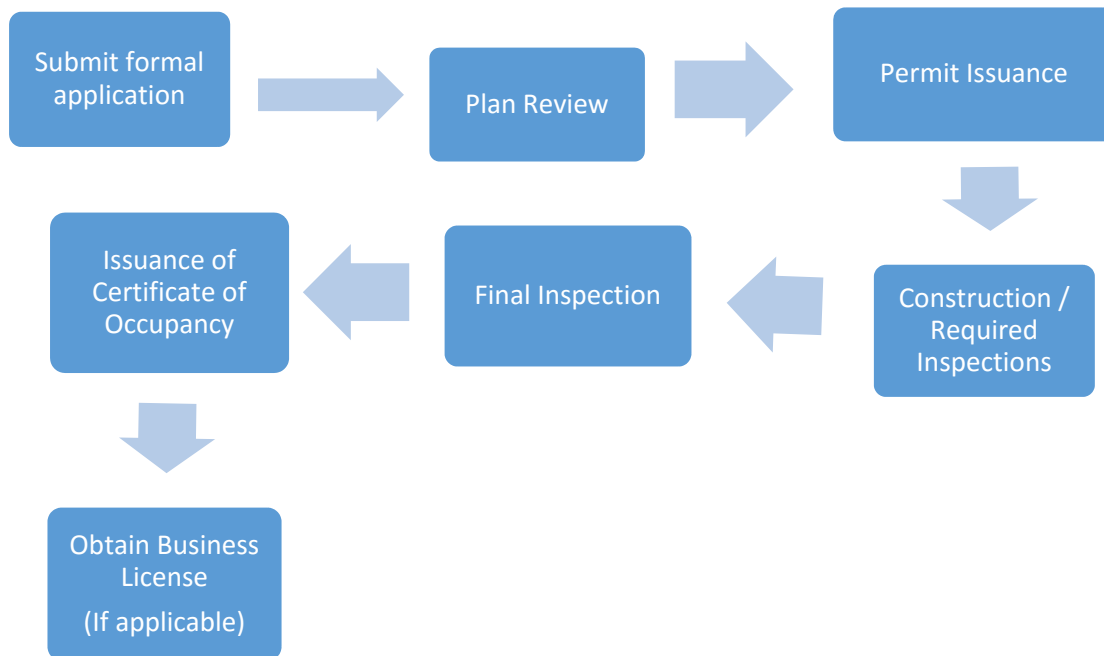 Submit formal
application
Plan Review
Permit Issuance
Construction /
Required
Inspections
Final Inspection
Issuance of
Certificate of
Occupancy
Obtain Business
License
(If applicable)